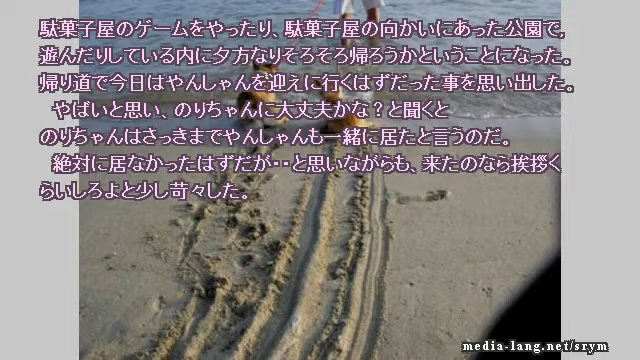 駄菓子屋のゲームをやったり、駄菓子屋の向かいにあった公園で、
遊んだりしている内に夕方なりそろそろ帰ろうかということになった。
帰り道で今日はやんしゃんを迎えに行くはずだった事を思い出した。
やばいと思い、のりちゃんに大丈夫かな？と聞くと
のりちゃんはさっきまでやんしゃんも一緒に居たと言うのだ。
絶対に居なかったはずだが・・と思いながらも、来たのなら挨拶く
らいしろよと少し苛々した。
media-lang.net/srym